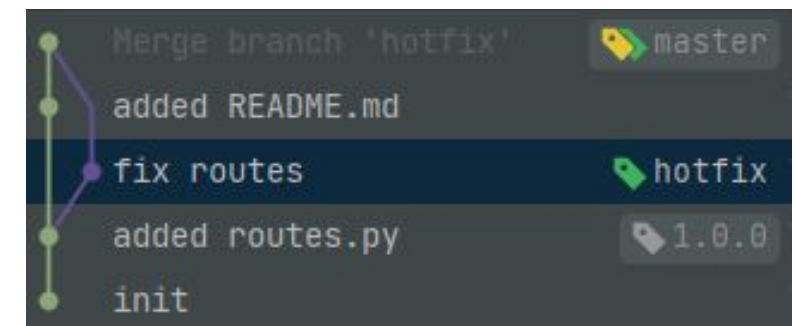 Merge branch 'hotfix' master
added README.md
fix routes hotfix
added routes.py 1.0.0
init